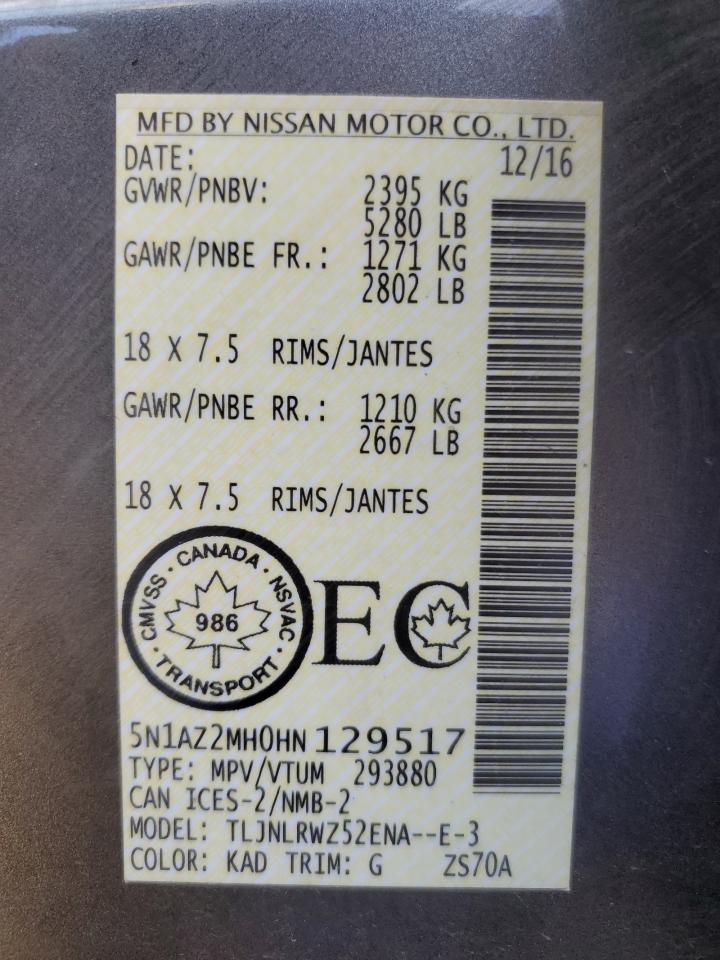 MFD BY NISSAN MOTOR CO., LTD.
DATE: 12/16
GVWR/PNBV: 2395 KG
5280 LB
GAWR/PNBE FR.: 1271 KG
2802 LB
18 X 7.5 RIMS/JANTES
GAWR/PNBE RR.: 1210 KG
2667 LB
18 X 7.5 RIMS/JANTES
CMVSS · CANADA · NSVAC · TRANSPORT ·
986
EC
5N1AZ2MH0HN129517
TYPE: MPV/VTUM 293880
CAN ICES-2/NMB-2
MODEL: TLJNLRWZ52ENA--E-3
COLOR: KAD TRIM: G ZS70A